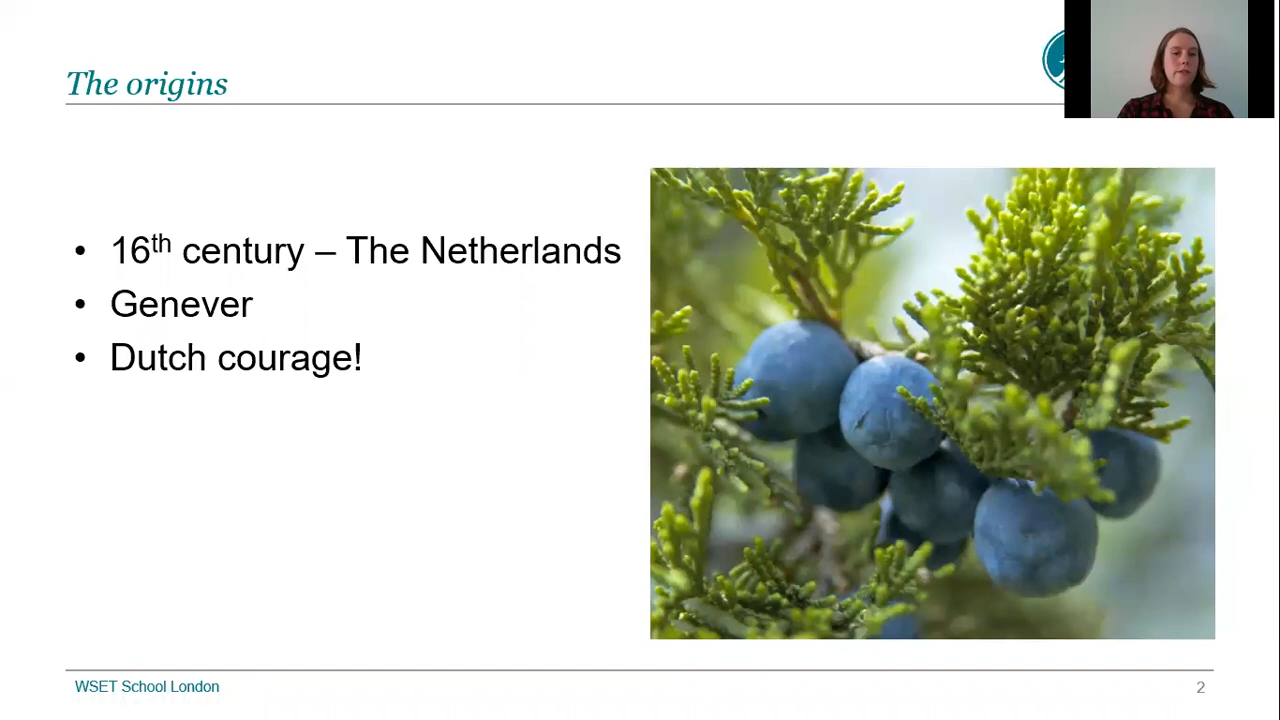 The origins
• 16th century – The Netherlands
• Genever
• Dutch courage!
WSET School London
2